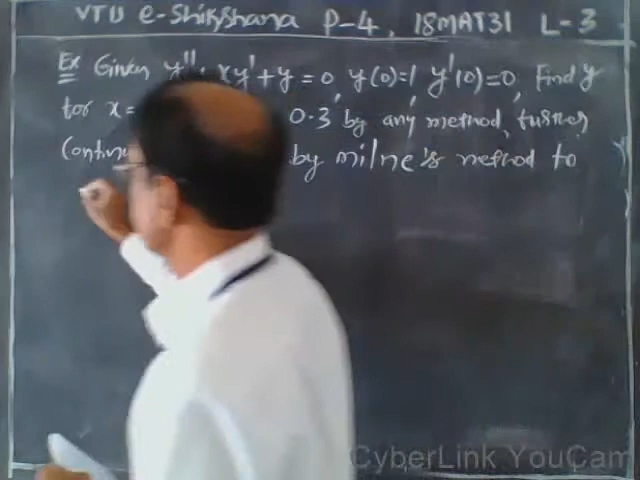 VTU e-Shikshana P-4, 18MAT31 L-3
Ex Given y'' + xy' + y = 0, y(0)=1, y'(0)=0, Find y
for x= 0.3 by any method, further
by milne's method to
CyberLink YouCam